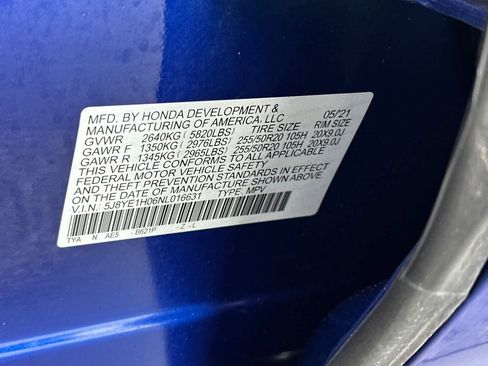 MFD. BY HONDA DEVELOPMENT &
MANUFACTURING OF AMERICA, LLC 05/21
GVWR 2640KG ( 5820LBS) TIRE SIZE RIM SIZE
GAWR F 1350KG ( 2976LBS) 255/50R20 105H 20X9.0J
GAWR R 1345KG ( 2965LBS) 255/50R20 105H 20X9.0J
THIS VEHICLE CONFORMS TO ALL APPLICABLE
FEDERAL MOTOR VEHICLE SAFETY
AND THEFT PREVENTION STANDARDS IN EFFECT
ON THE DATE OF MANUFACTURE SHOWN ABOVE.
V.I.N.: 5J8YE1H06NL016631 TYPE: MPV
TYA N AE5 -B621P -Z -L